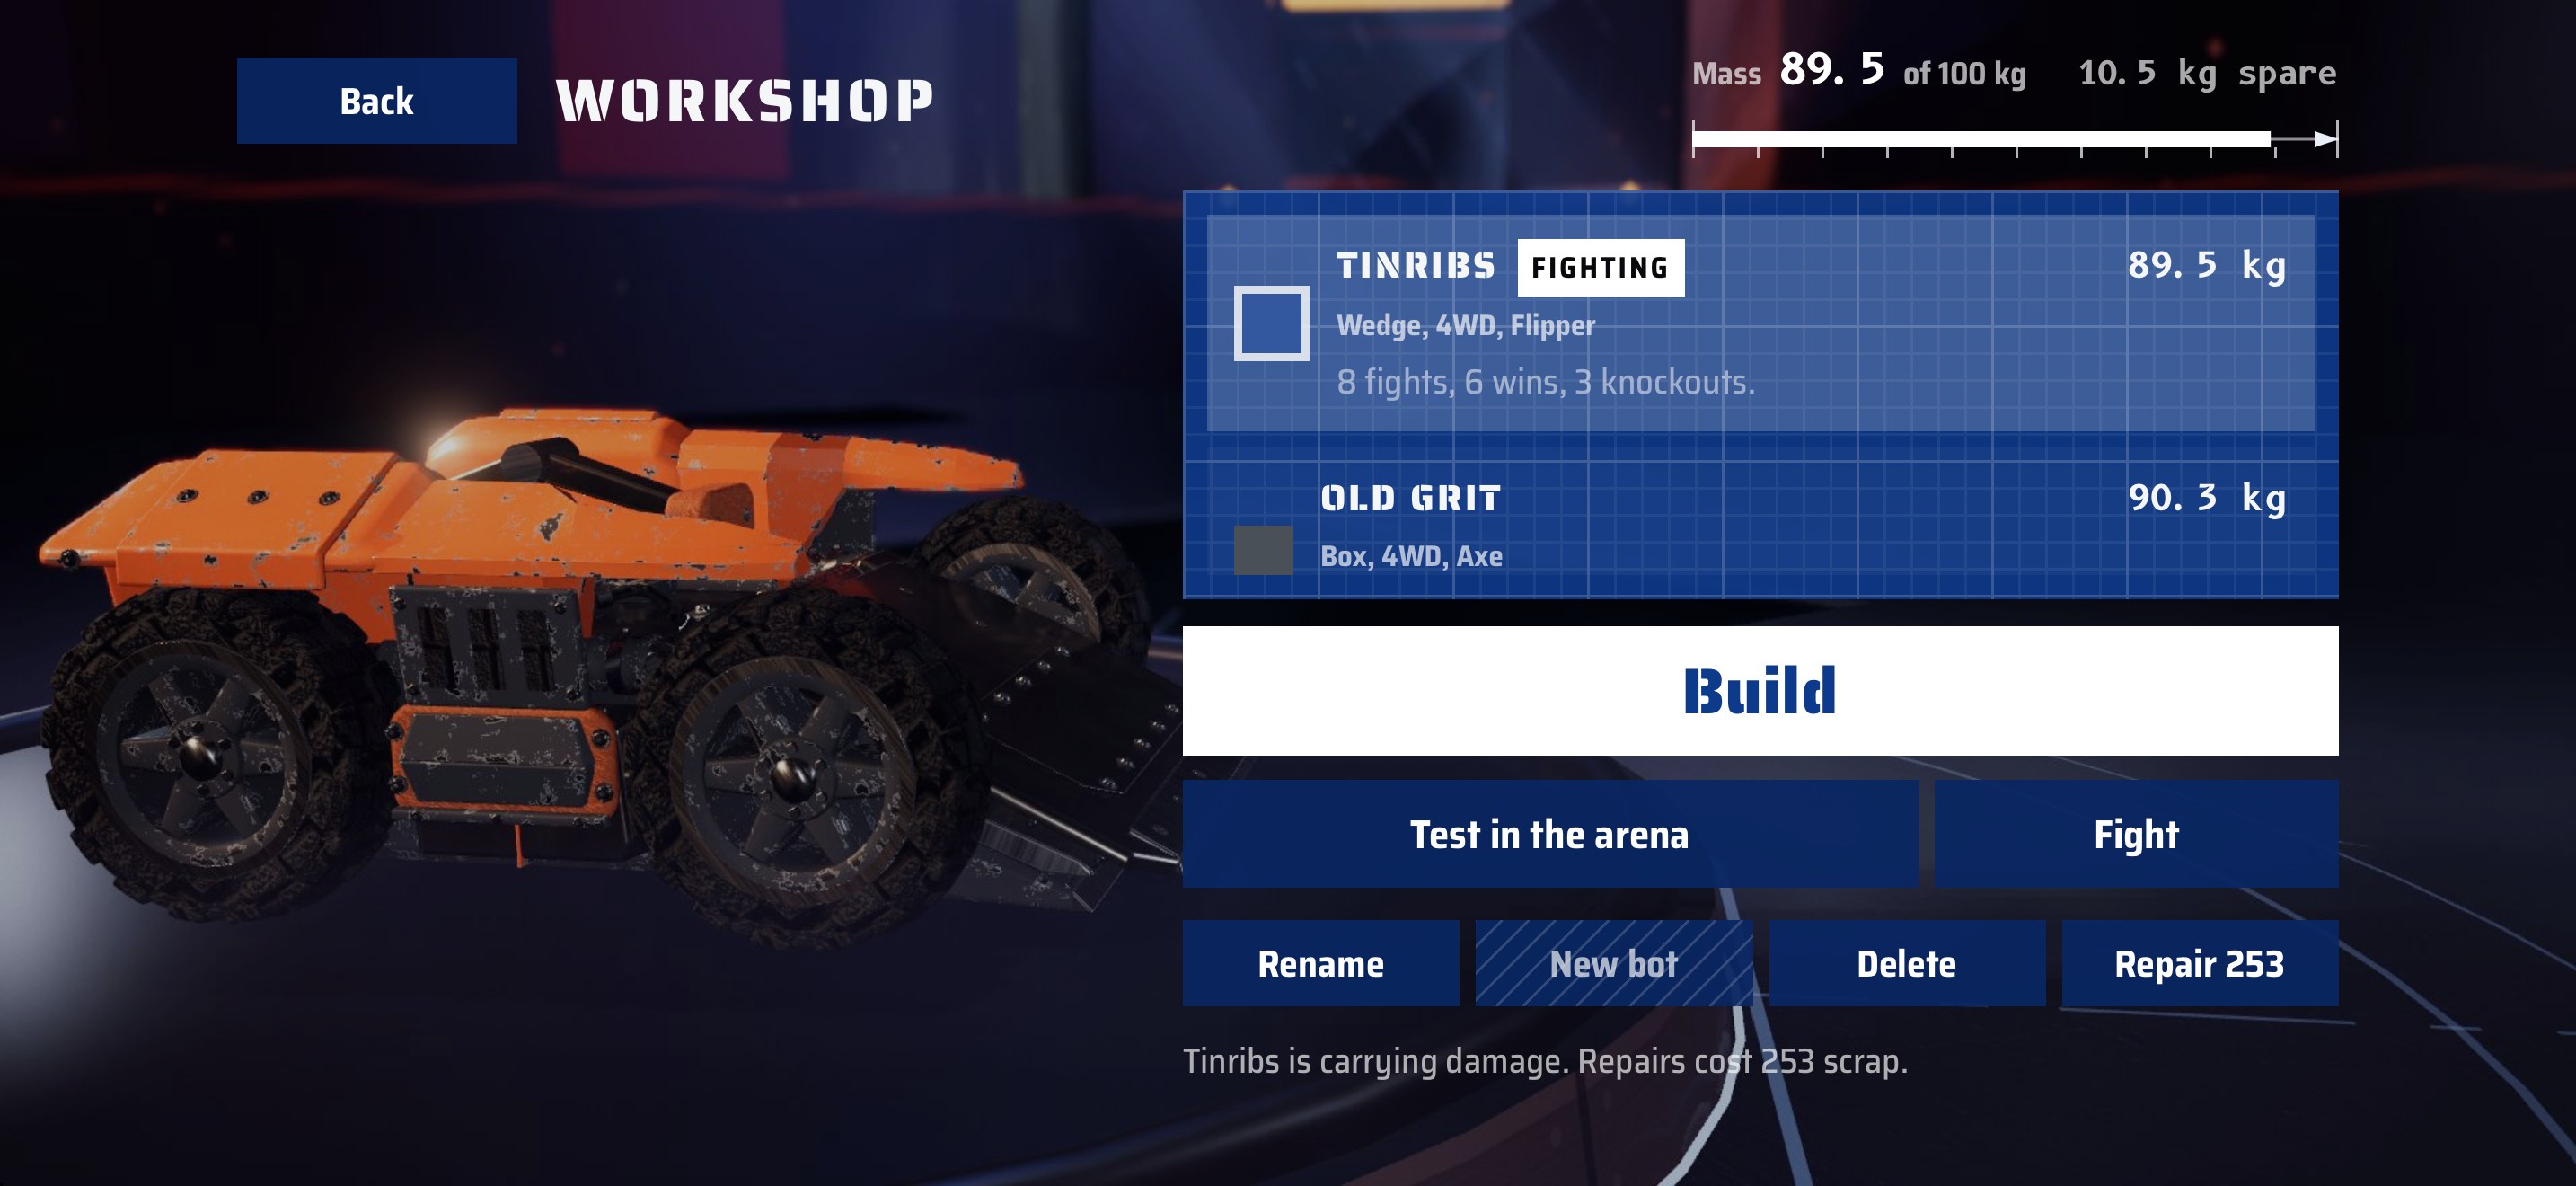 Back
WORKSHOP
Mass 89.5 of 100 kg 10.5 kg spare
TINRIBS FIGHTING 89.5 kg
Wedge, 4WD, Flipper
8 fights, 6 wins, 3 knockouts.
OLD GRIT 90.3 kg
Box, 4WD, Axe
Build
Test in the arena Fight
Rename New bot Delete Repair 253
Tinribs is carrying damage. Repairs cost 253 scrap.